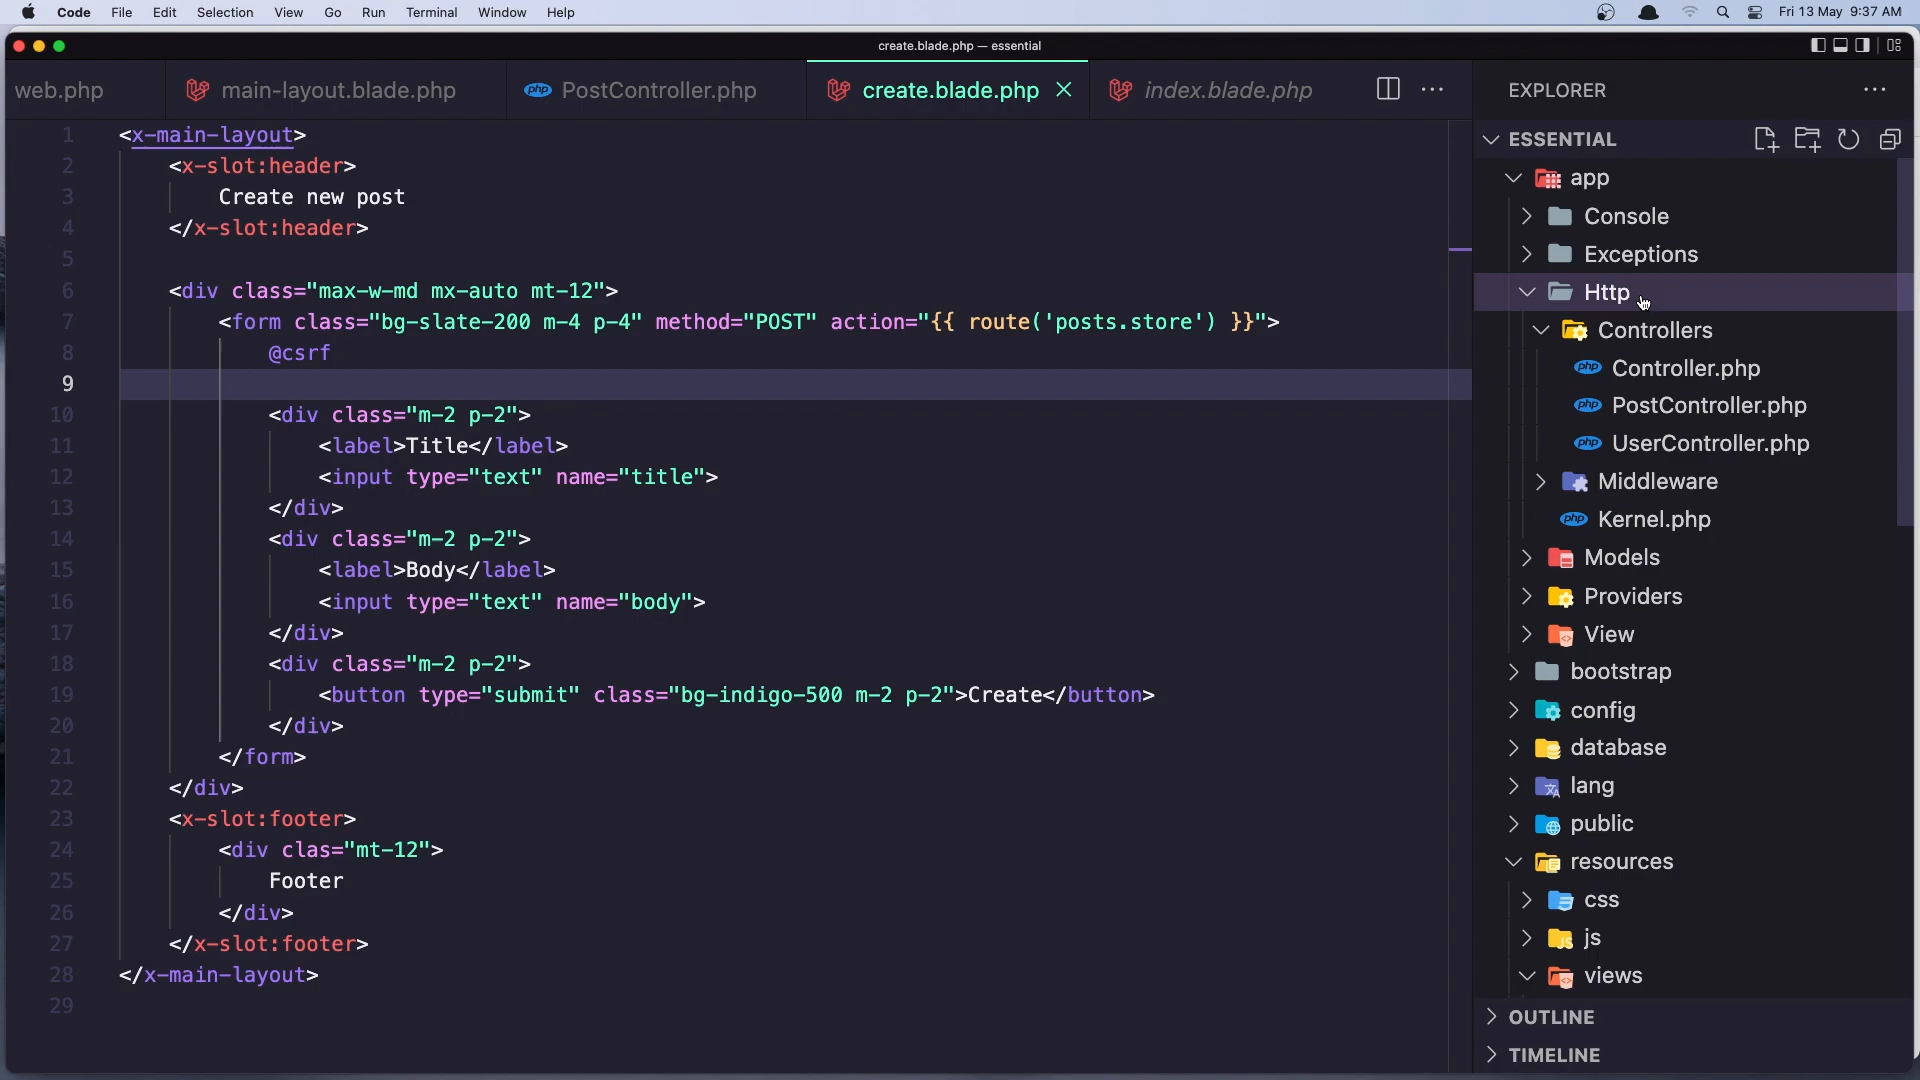 Code File Edit Selection View Go Run Terminal Window Help Fri 13 May 9:37 AM
create.blade.php — essential
web.php main-layout.blade.php php PostController.php create.blade.php index.blade.php
EXPLORER
ESSENTIAL
1 <x-main-layout>
2 <x-slot:header>
3 Create new post
4 </x-slot:header>
5
6 <div class="max-w-md mx-auto mt-12">
7 <form class="bg-slate-200 m-4 p-4" method="POST" action="{{ route('posts.store') }}">
8 @csrf
9
10 <div class="m-2 p-2">
11 <label>Title</label>
12 <input type="text" name="title">
13 </div>
14 <div class="m-2 p-2">
15 <label>Body</label>
16 <input type="text" name="body">
17 </div>
18 <div class="m-2 p-2">
19 <button type="submit" class="bg-indigo-500 m-2 p-2">Create</button>
20 </div>
21 </form>
22 </div>
23 <x-slot:footer>
24 <div clas="mt-12">
25 Footer
26 </div>
27 </x-slot:footer>
28 </x-main-layout>
29
app
Console
Exceptions
Http
Controllers
php Controller.php
php PostController.php
php UserController.php
Middleware
php Kernel.php
Models
Providers
View
bootstrap
config
database
lang
public
resources
css
js
views
OUTLINE
TIMELINE